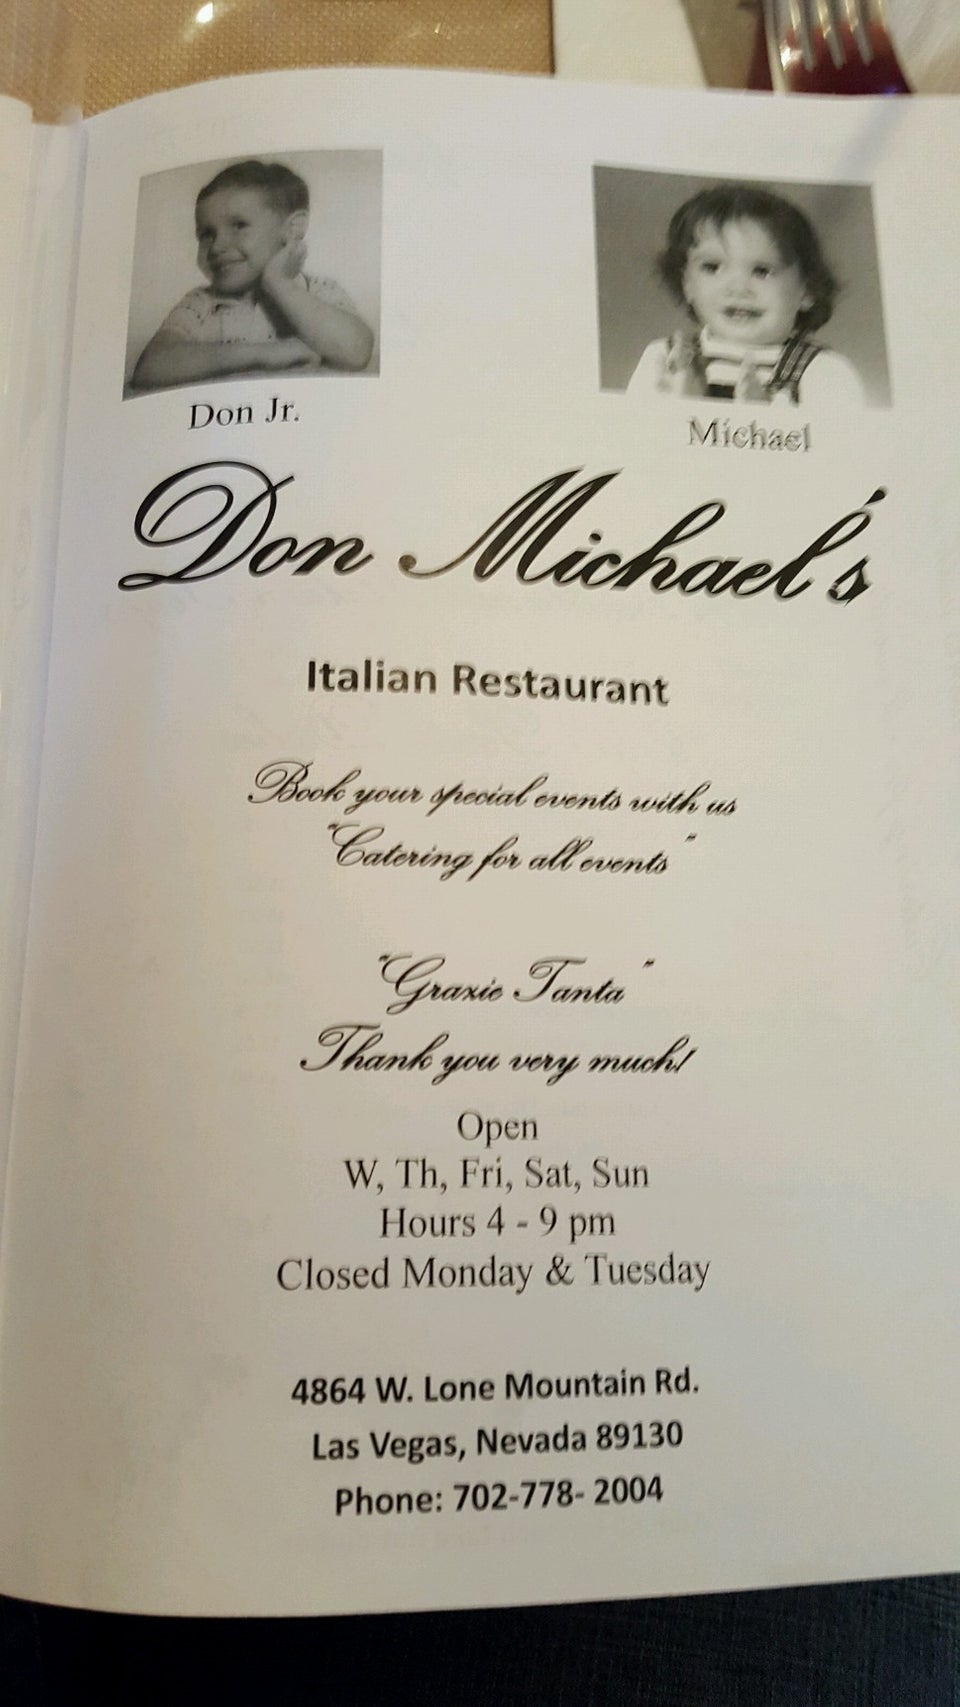 Don Jr.
Michael
Don Michael's
Italian Restaurant
Book your special events with us
"Catering for all events"
"Grazie Tanta"
Thank you very much!
Open
W, Th, Fri, Sat, Sun
Hours 4 - 9 pm
Closed Monday & Tuesday
4864 W. Lone Mountain Rd.
Las Vegas, Nevada 89130
Phone: 702-778- 2004